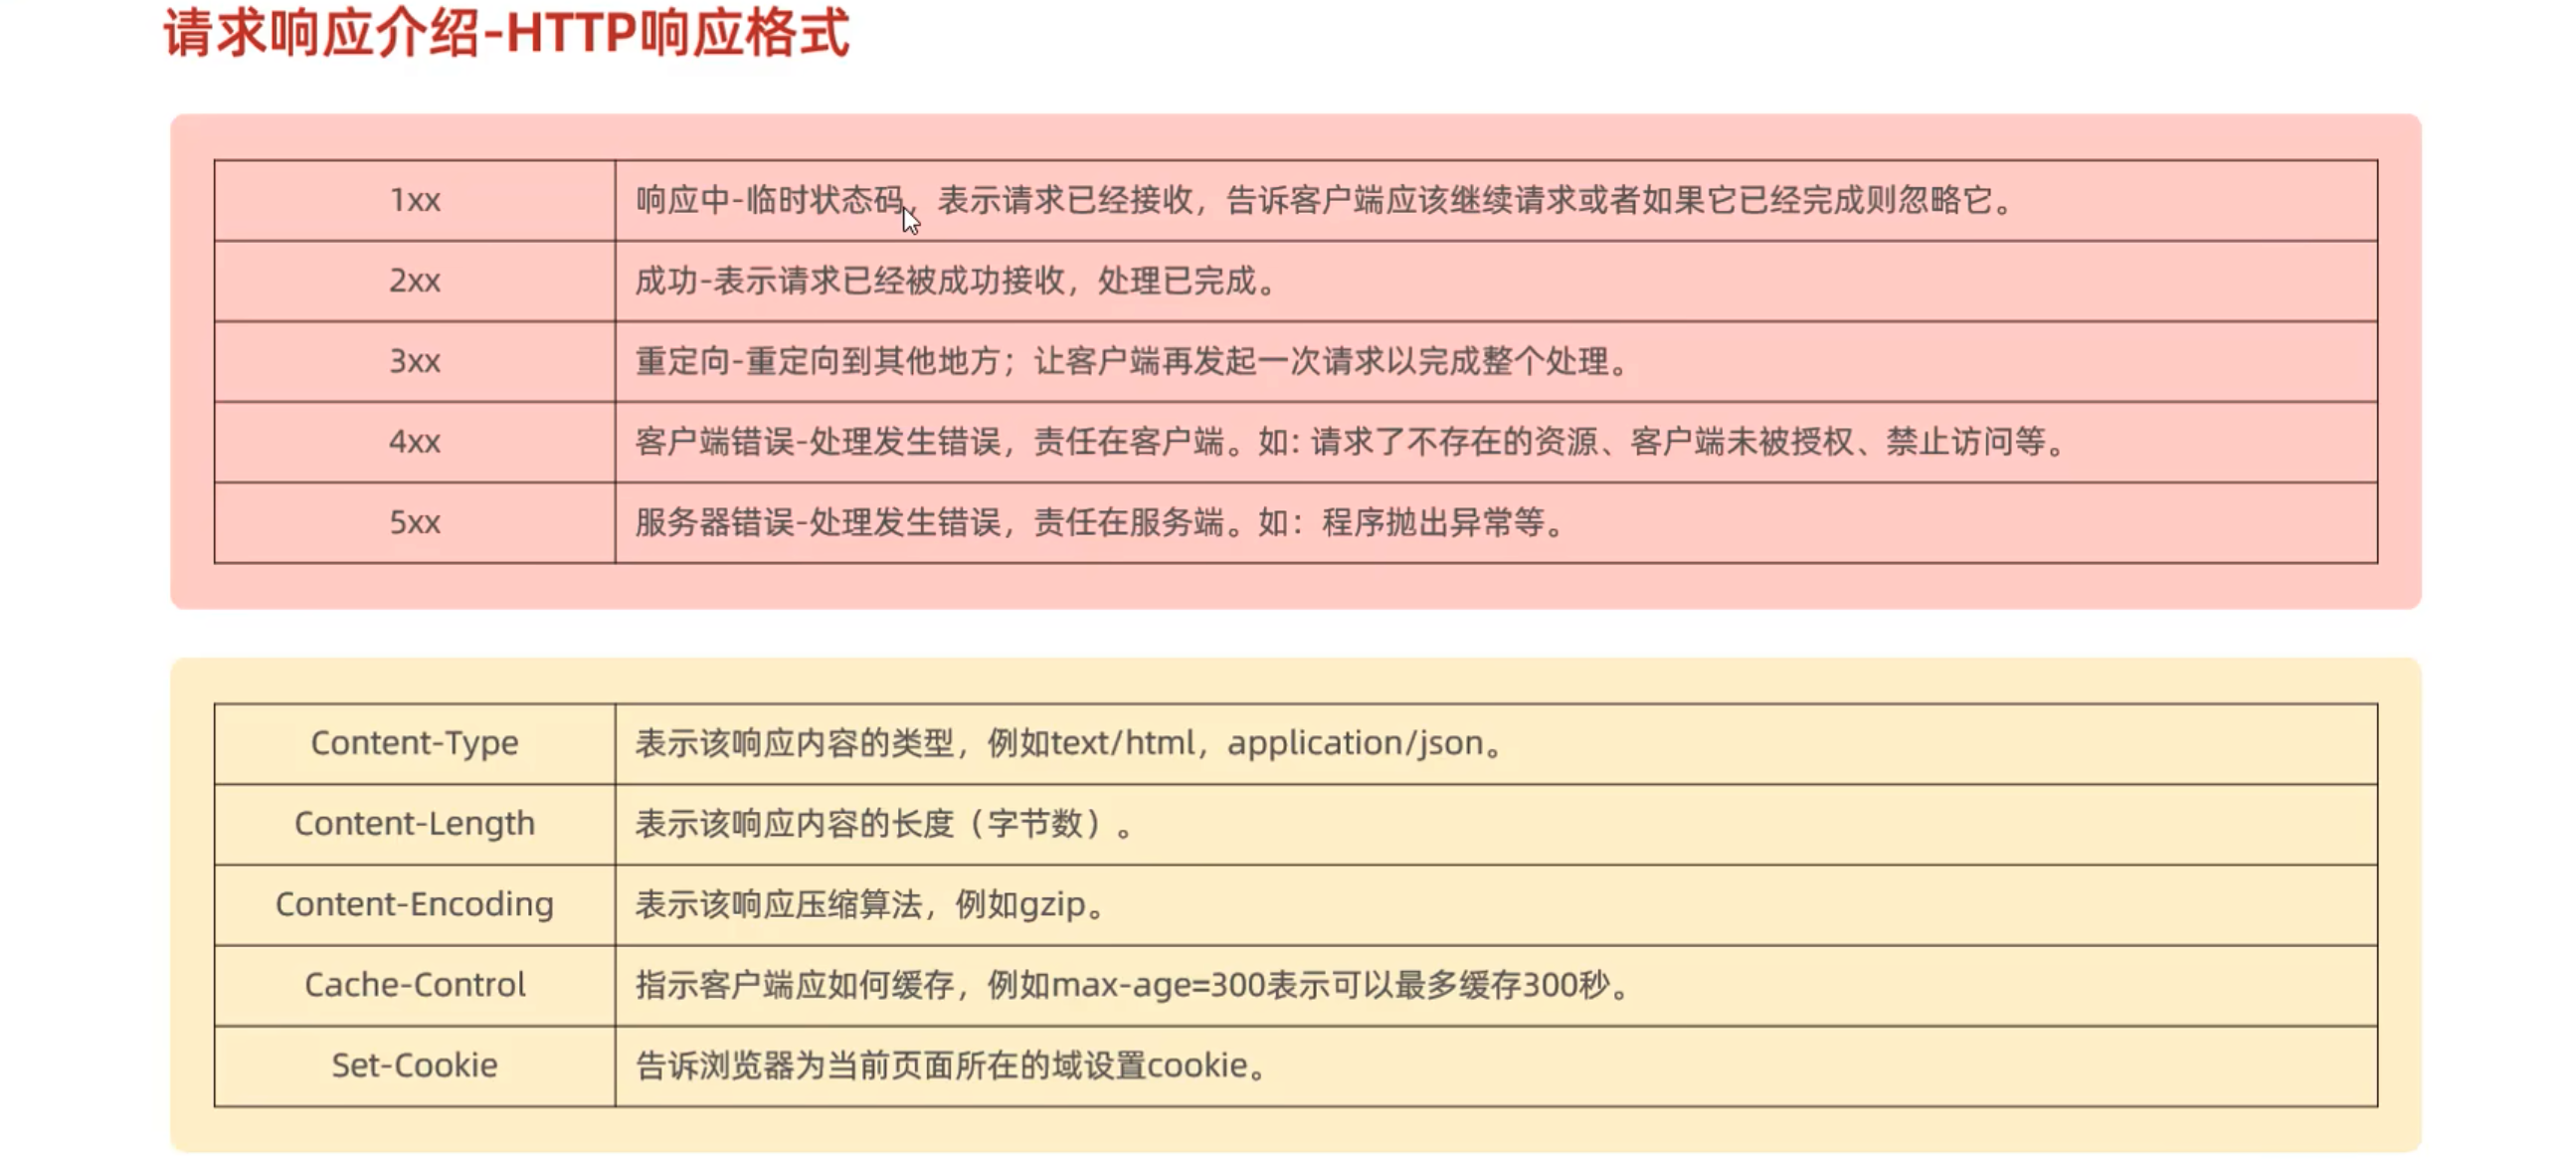 请求响应介绍-HTTP响应格式
1xx 响应中-临时状态码，表示请求已经接收，告诉客户端应该继续请求或者如果它已经完成则忽略它。
2xx 成功-表示请求已经被成功接收，处理已完成。
3xx 重定向-重定向到其他地方；让客户端再发起一次请求以完成整个处理。
4xx 客户端错误-处理发生错误，责任在客户端。如: 请求了不存在的资源、客户端未被授权、禁止访问等。
5xx 服务器错误-处理发生错误，责任在服务端。如：程序抛出异常等。
Content-Type 表示该响应内容的类型，例如text/html，application/json。
Content-Length 表示该响应内容的长度（字节数）。
Content-Encoding 表示该响应压缩算法，例如gzip。
Cache-Control 指示客户端应如何缓存，例如max-age=300表示可以最多缓存300秒。
Set-Cookie 告诉浏览器为当前页面所在的域设置cookie。